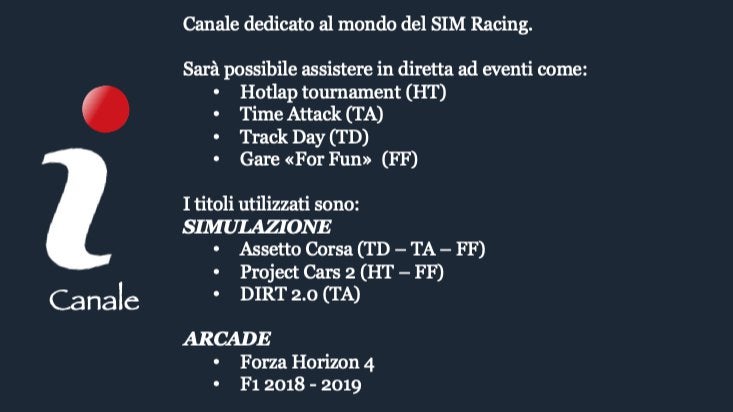 Canale dedicato al mondo del SIM Racing.
Sarà possibile assistere in diretta ad eventi come:
• Hotlap tournament (HT)
• Time Attack (TA)
• Track Day (TD)
• Gare «For Fun» (FF)
I titoli utilizzati sono:
SIMULAZIONE
• Assetto Corsa (TD – TA – FF)
• Project Cars 2 (HT – FF)
• DIRT 2.0 (TA)
ARCADE
• Forza Horizon 4
• F1 2018 - 2019
i
Canale